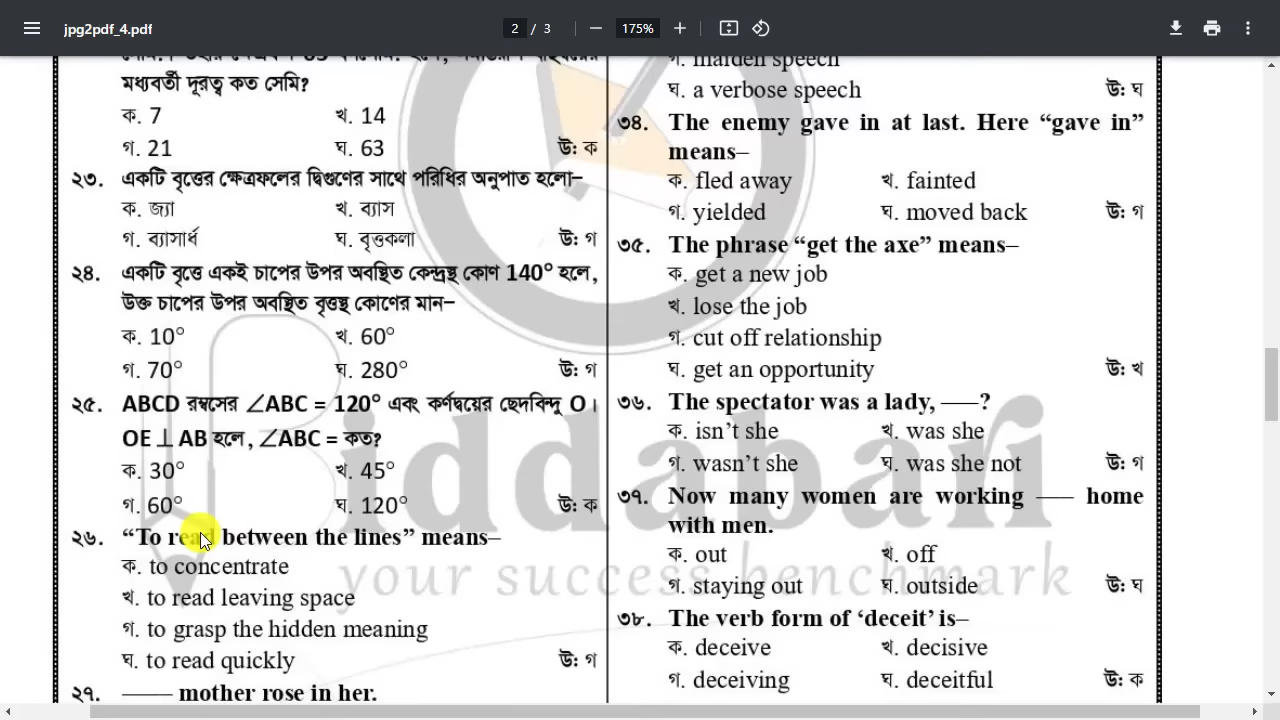 jpg2pdf_4.pdf
2 / 3
175%
মধ্যবর্তী দূরত্ব কত সেমি?
ক. 7 খ. 14
গ. 21 ঘ. 63 উ: ক
২৩. একটি বৃত্তের ক্ষেত্রফলের দ্বিগুণের সাথে পরিধির অনুপাত হলো–
ক. জ্যা খ. ব্যাস
গ. ব্যাসার্ধ ঘ. বৃত্তকলা উ: গ
২৪. একটি বৃত্তে একই চাপের উপর অবস্থিত কেন্দ্রস্থ কোণ 140° হলে,
উক্ত চাপের উপর অবস্থিত বৃত্তস্থ কোণের মান–
ক. 10° খ. 60°
গ. 70° ঘ. 280° উ: গ
২৫. ABCD রম্বসের ∠ABC = 120° এবং কর্ণদ্বয়ের ছেদবিন্দু O।
OE ⊥ AB হলে, ∠ABC = কত?
ক. 30° খ. 45°
গ. 60° ঘ. 120° উ: ক
২৬. “To read between the lines” means–
ক. to concentrate
খ. to read leaving space
গ. to grasp the hidden meaning
ঘ. to read quickly উ: গ
২৭. ____ mother rose in her.
গ. maiden speech
ঘ. a verbose speech উ: ঘ
৩৪. The enemy gave in at last. Here “gave in”
means–
ক. fled away খ. fainted
গ. yielded ঘ. moved back উ: গ
৩৫. The phrase “get the axe” means–
ক. get a new job
খ. lose the job
গ. cut off relationship
ঘ. get an opportunity উ: খ
৩৬. The spectator was a lady, ___?
ক. isn’t she খ. was she
গ. wasn’t she ঘ. was she not উ: গ
৩৭. Now many women are working ___ home
with men.
ক. out খ. off
গ. staying out ঘ. outside উ: ঘ
৩৮. The verb form of ‘deceit’ is–
ক. deceive খ. decisive
গ. deceiving ঘ. deceitful উ: ক
Biddabari
your success benchmark